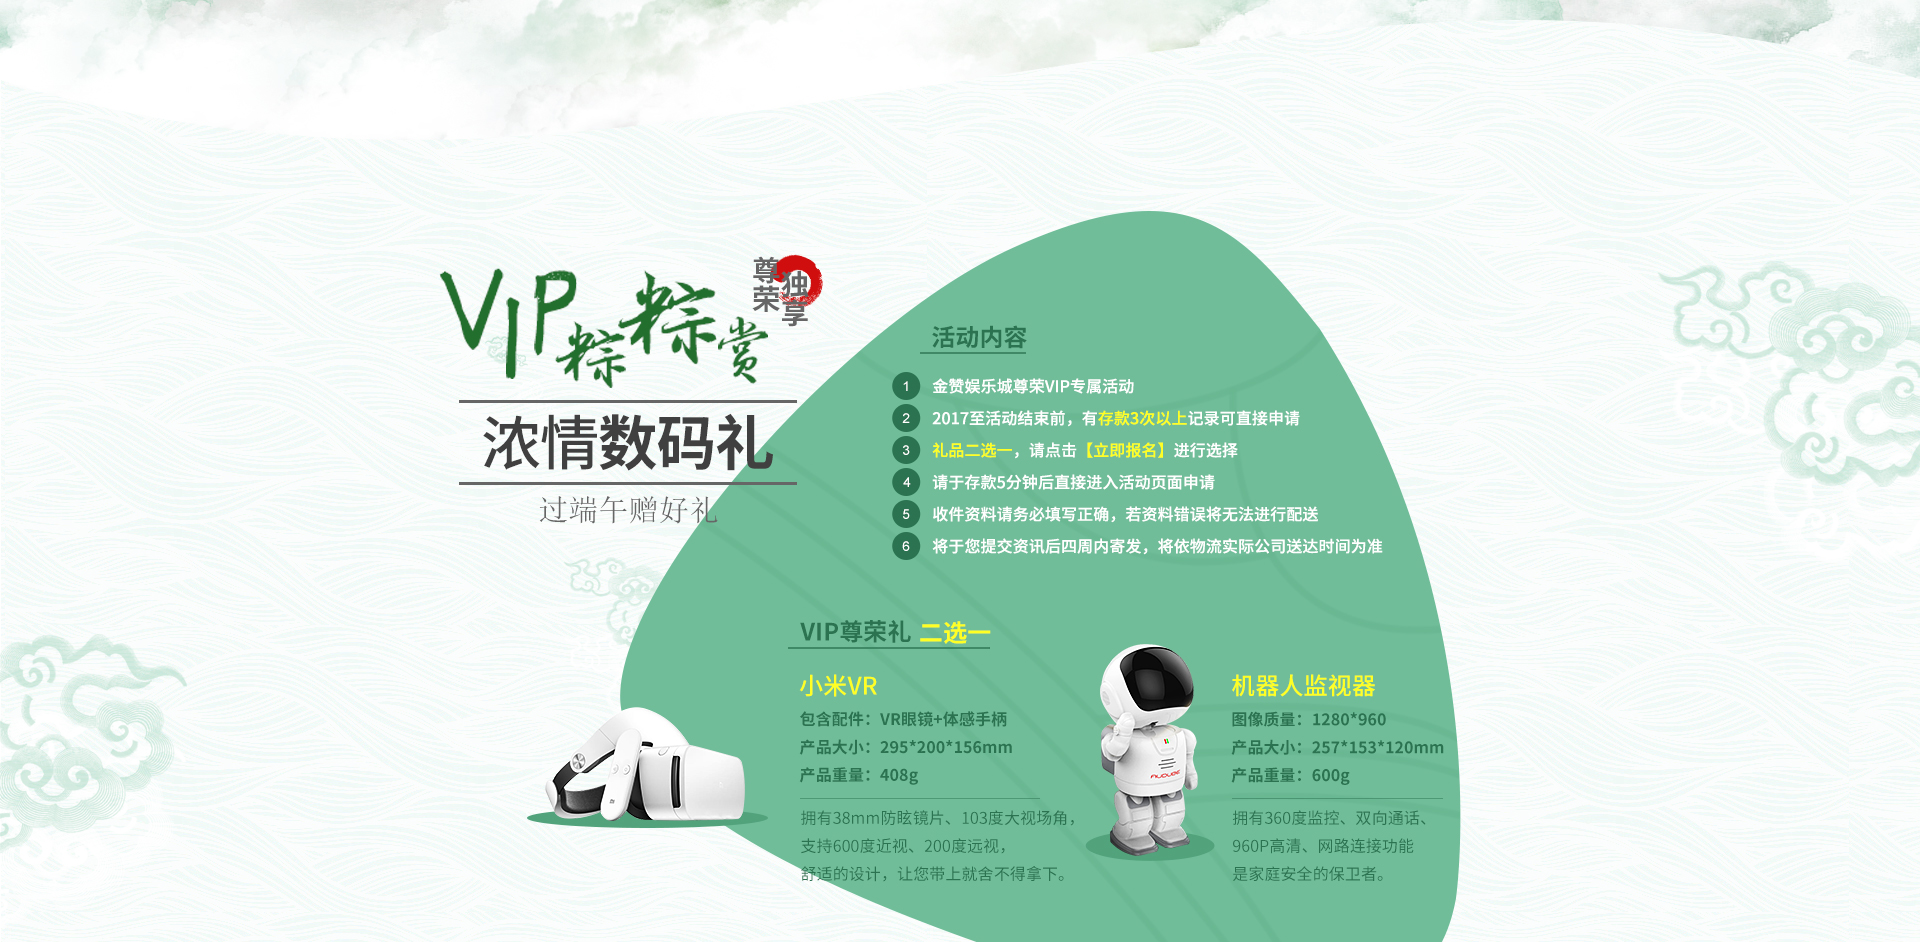 VIP粽粽赏
尊荣
独享
浓情数码礼
过端午赠好礼
活动内容
1 金赞娱乐城尊荣VIP专属活动
2 2017至活动结束前，有存款3次以上记录可直接申请
3 礼品二选一，请点击【立即报名】进行选择
4 请于存款5分钟后直接进入活动页面申请
5 收件资料请务必填写正确，若资料错误将无法进行配送
6 将于您提交资讯后四周内寄发，将依物流实际公司送达时间为准
VIP尊荣礼 二选一
小米VR
包含配件：VR眼镜+体感手柄
产品大小：295*200*156mm
产品重量：408g
拥有38mm防眩镜片、103度大视场角，
支持600度近视、200度远视，
舒适的设计，让您带上就舍不得拿下。
机器人监视器
图像质量：1280*960
产品大小：257*153*120mm
产品重量：600g
拥有360度监控、双向通话、
960P高清、网路连接功能
是家庭安全的保卫者。